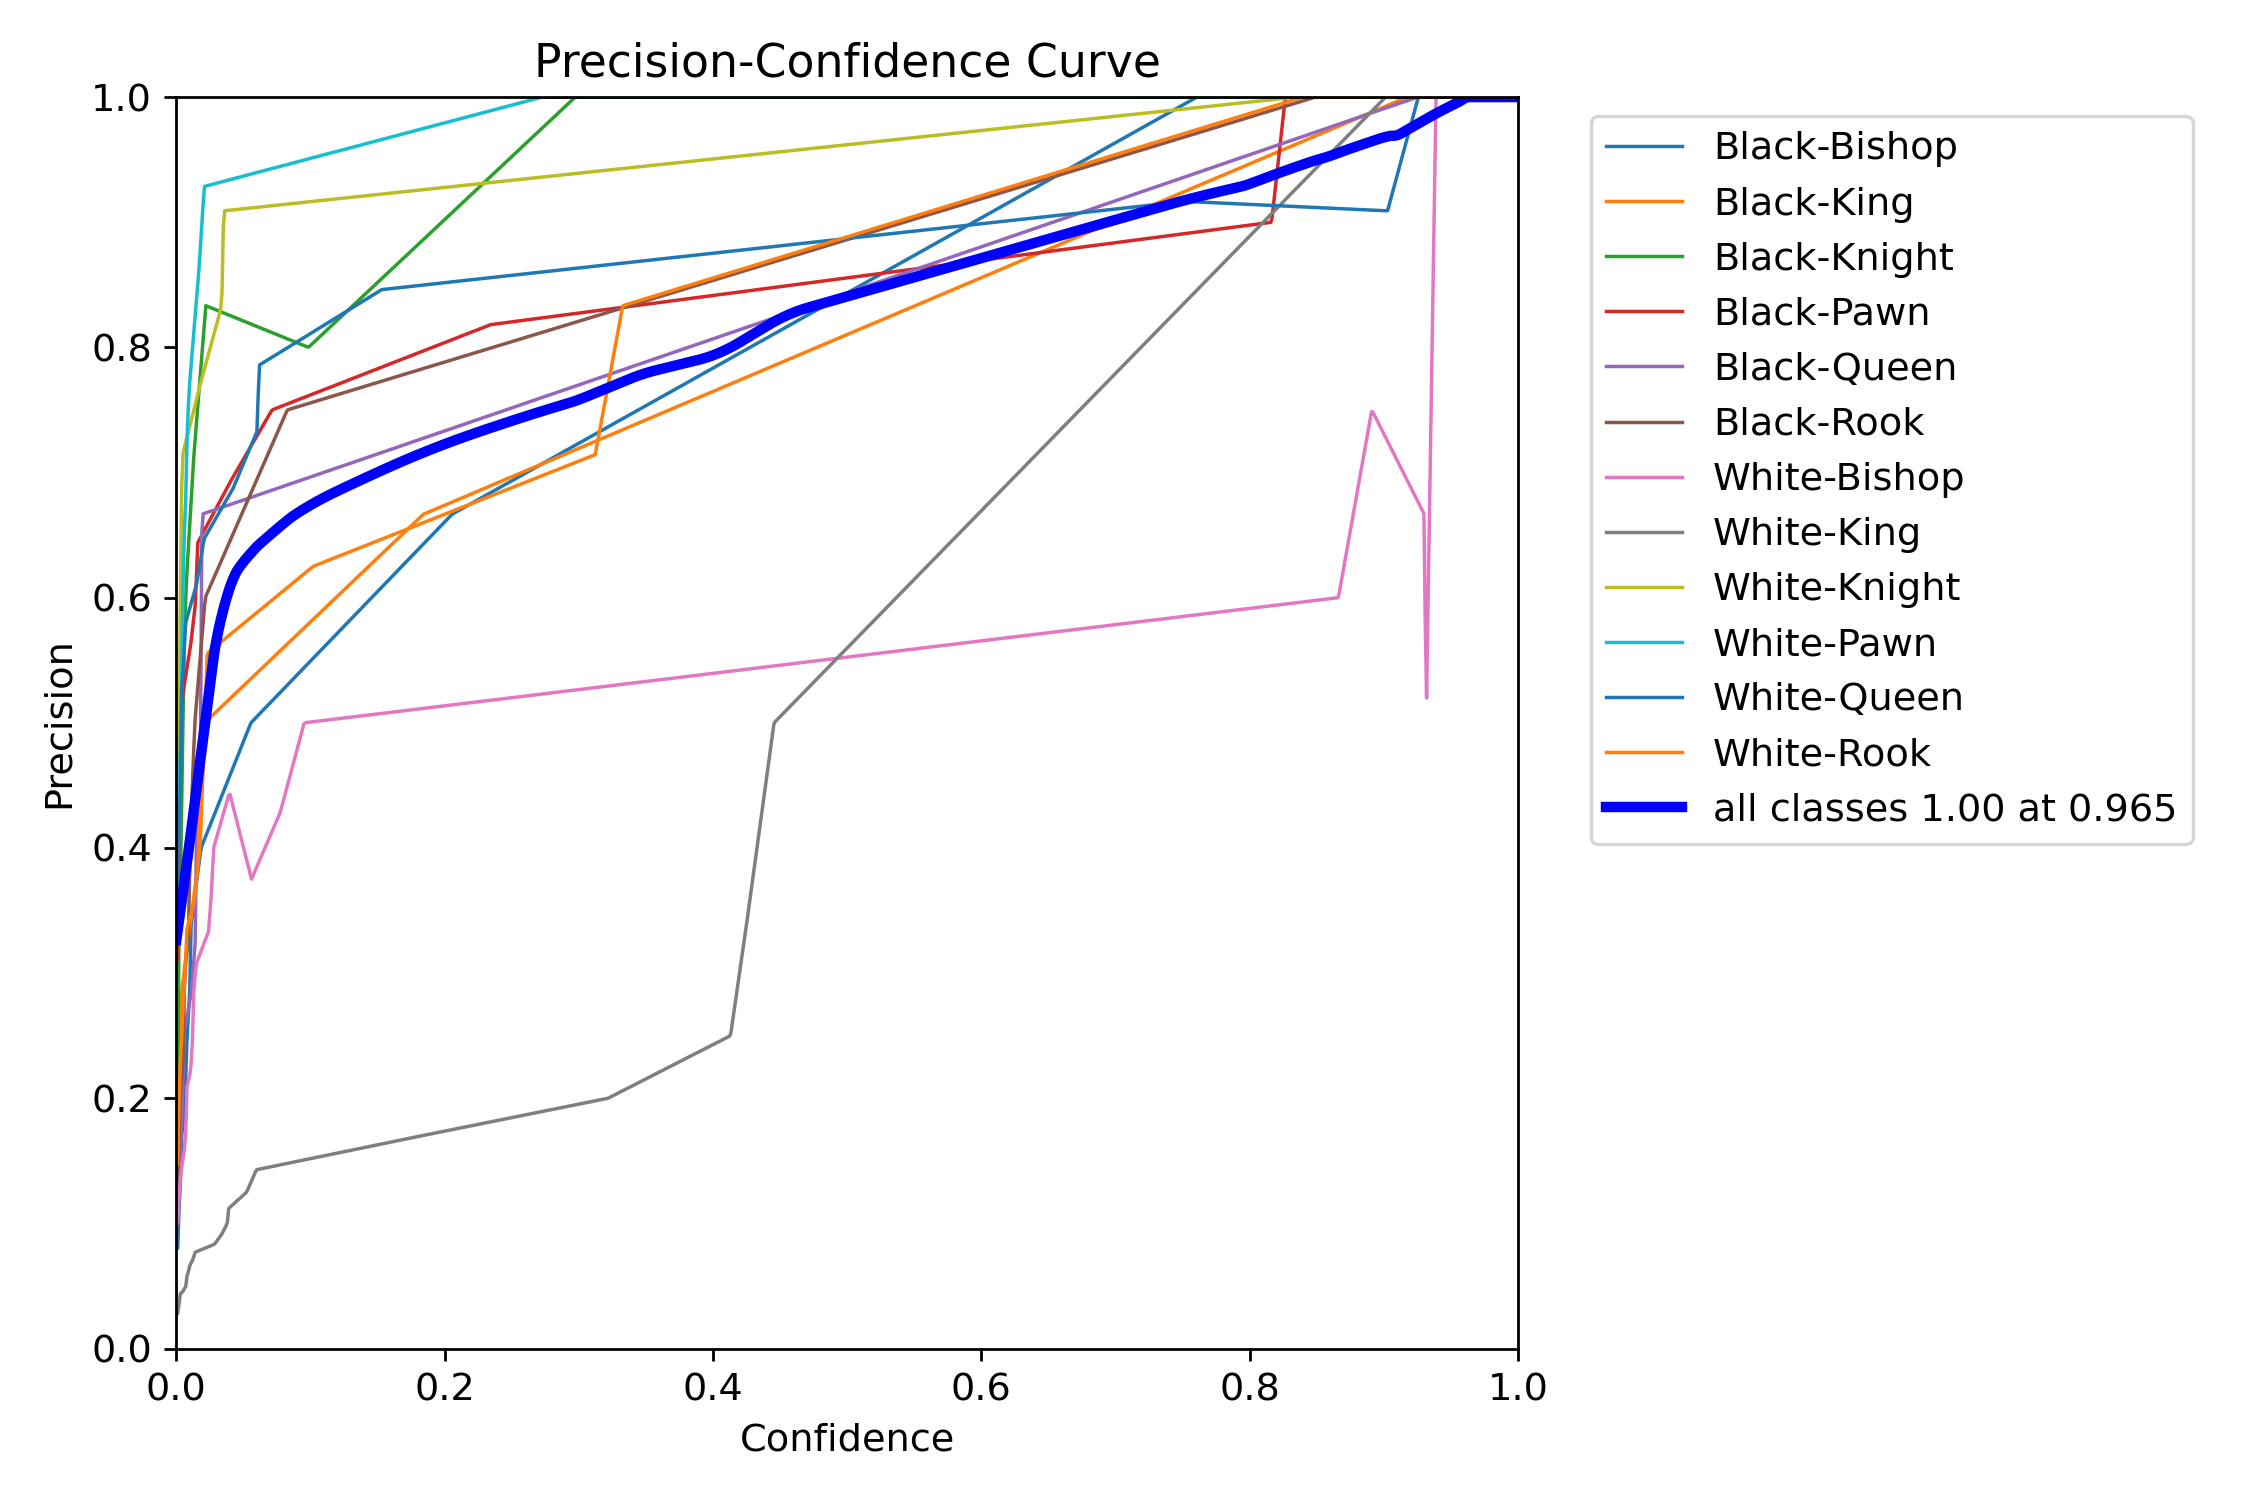 Precision-Confidence Curve
1.0
0.8
0.6
0.4
0.2
0.0
Precision
0.0 0.2 0.4 0.6 0.8 1.0
Confidence
Black-Bishop
Black-King
Black-Knight
Black-Pawn
Black-Queen
Black-Rook
White-Bishop
White-King
White-Knight
White-Pawn
White-Queen
White-Rook
all classes 1.00 at 0.965